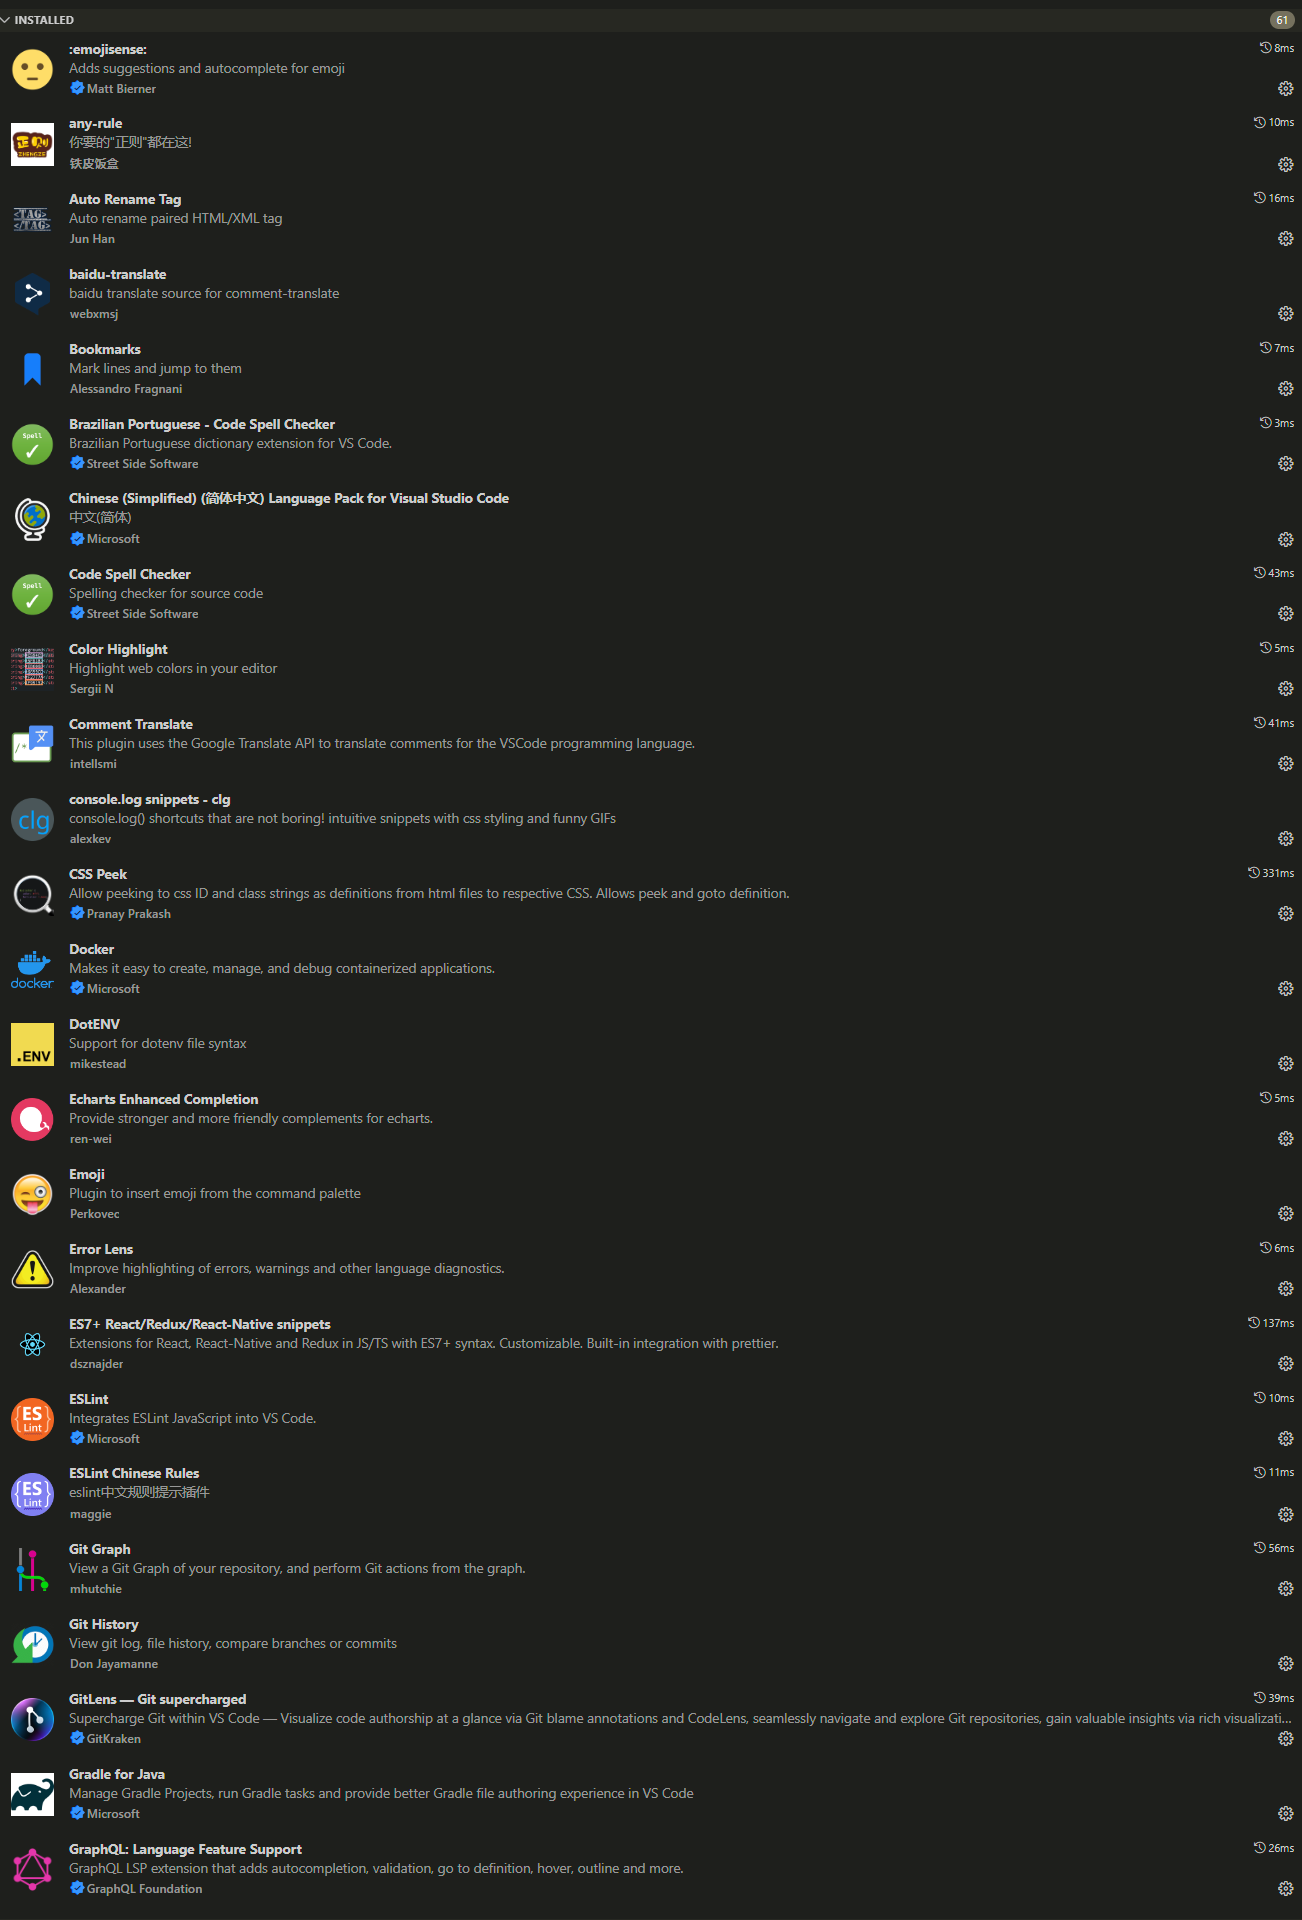 INSTALLED 61
:emojisense: 8ms
Adds suggestions and autocomplete for emoji
Matt Bierner
any-rule 10ms
你要的"正则"都在这!
铁皮饭盒
Auto Rename Tag 16ms
Auto rename paired HTML/XML tag
Jun Han
baidu-translate
baidu translate source for comment-translate
webxmsj
Bookmarks 7ms
Mark lines and jump to them
Alessandro Fragnani
Brazilian Portuguese - Code Spell Checker 3ms
Brazilian Portuguese dictionary extension for VS Code.
Street Side Software
Chinese (Simplified) (简体中文) Language Pack for Visual Studio Code
中文(简体)
Microsoft
Code Spell Checker 43ms
Spelling checker for source code
Street Side Software
Color Highlight 5ms
Highlight web colors in your editor
Sergii N
Comment Translate 41ms
This plugin uses the Google Translate API to translate comments for the VSCode programming language.
intellsmi
console.log snippets - clg
console.log() shortcuts that are not boring! intuitive snippets with css styling and funny GIFs
alexkev
CSS Peek 331ms
Allow peeking to css ID and class strings as definitions from html files to respective CSS. Allows peek and goto definition.
Pranay Prakash
Docker
Makes it easy to create, manage, and debug containerized applications.
Microsoft
DotENV
Support for dotenv file syntax
mikestead
Echarts Enhanced Completion 5ms
Provide stronger and more friendly complements for echarts.
ren-wei
Emoji
Plugin to insert emoji from the command palette
Perkovec
Error Lens 6ms
Improve highlighting of errors, warnings and other language diagnostics.
Alexander
ES7+ React/Redux/React-Native snippets 137ms
Extensions for React, React-Native and Redux in JS/TS with ES7+ syntax. Customizable. Built-in integration with prettier.
dsznajder
ESLint 10ms
Integrates ESLint JavaScript into VS Code.
Microsoft
ESLint Chinese Rules 11ms
eslint中文规则提示插件
maggie
Git Graph 56ms
View a Git Graph of your repository, and perform Git actions from the graph.
mhutchie
Git History
View git log, file history, compare branches or commits
Don Jayamanne
GitLens — Git supercharged 39ms
Supercharge Git within VS Code — Visualize code authorship at a glance via Git blame annotations and CodeLens, seamlessly navigate and explore Git repositories, gain valuable insights via rich visualizati...
GitKraken
Gradle for Java
Manage Gradle Projects, run Gradle tasks and provide better Gradle file authoring experience in VS Code
Microsoft
GraphQL: Language Feature Support 26ms
GraphQL LSP extension that adds autocompletion, validation, go to definition, hover, outline and more.
GraphQL Foundation